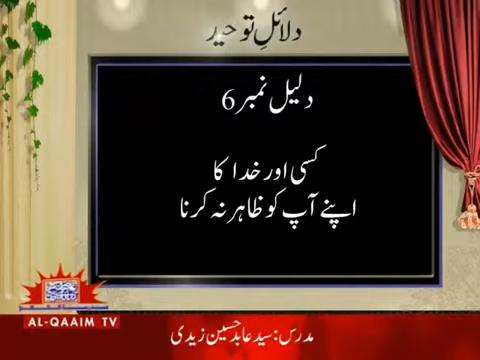 دلائلِ توحید
دلیل نمبر 6
کسی اور خدا کا
اپنے آپ کو ظاہر نہ کرنا
AL-QAAIM TV
مدرس: سید عابد حسین زیدی